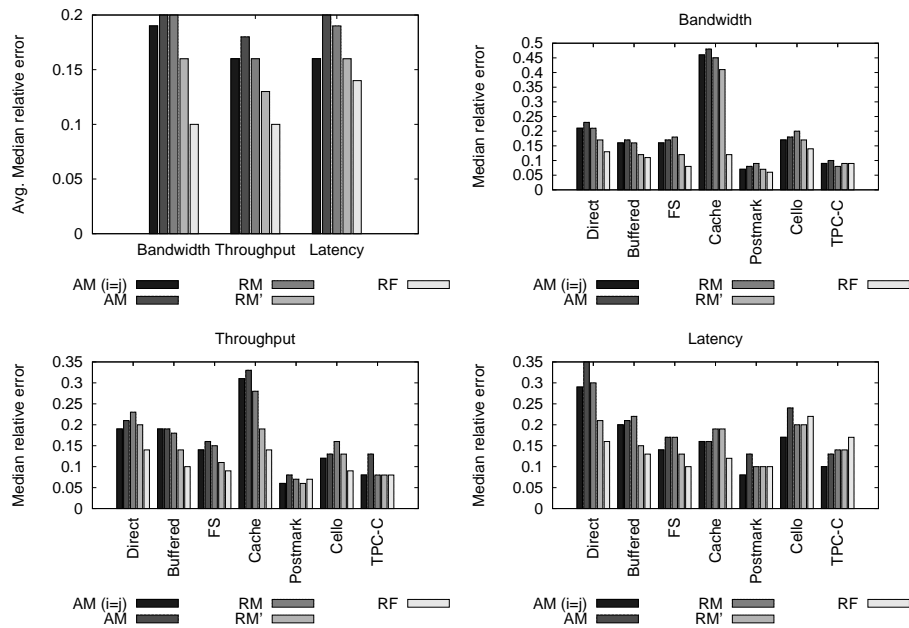 Avg. Median relative error
0.2
0.15
0.1
0.05
0
Bandwidth Throughput Latency
AM (i=j)
AM
RM
RM'
RF
Bandwidth
Median relative error
0.5
0.45
0.4
0.35
0.3
0.25
0.2
0.15
0.1
0.05
0
Direct
Buffered
FS
Cache
Postmark
Cello
TPC-C
AM (i=j)
AM
RM
RM'
RF
Throughput
Median relative error
0.35
0.3
0.25
0.2
0.15
0.1
0.05
0
Direct
Buffered
FS
Cache
Postmark
Cello
TPC-C
AM (i=j)
AM
RM
RM'
RF
Latency
Median relative error
0.35
0.3
0.25
0.2
0.15
0.1
0.05
0
Direct
Buffered
FS
Cache
Postmark
Cello
TPC-C
AM (i=j)
AM
RM
RM'
RF